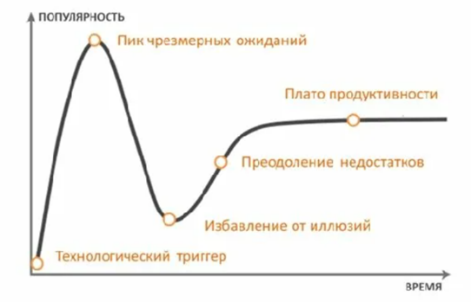 ПОПУЛЯРНОСТЬ
Пик чрезмерных ожиданий
Плато продуктивности
Преодоление недостатков
Избавление от иллюзий
Технологический триггер
ВРЕМЯ